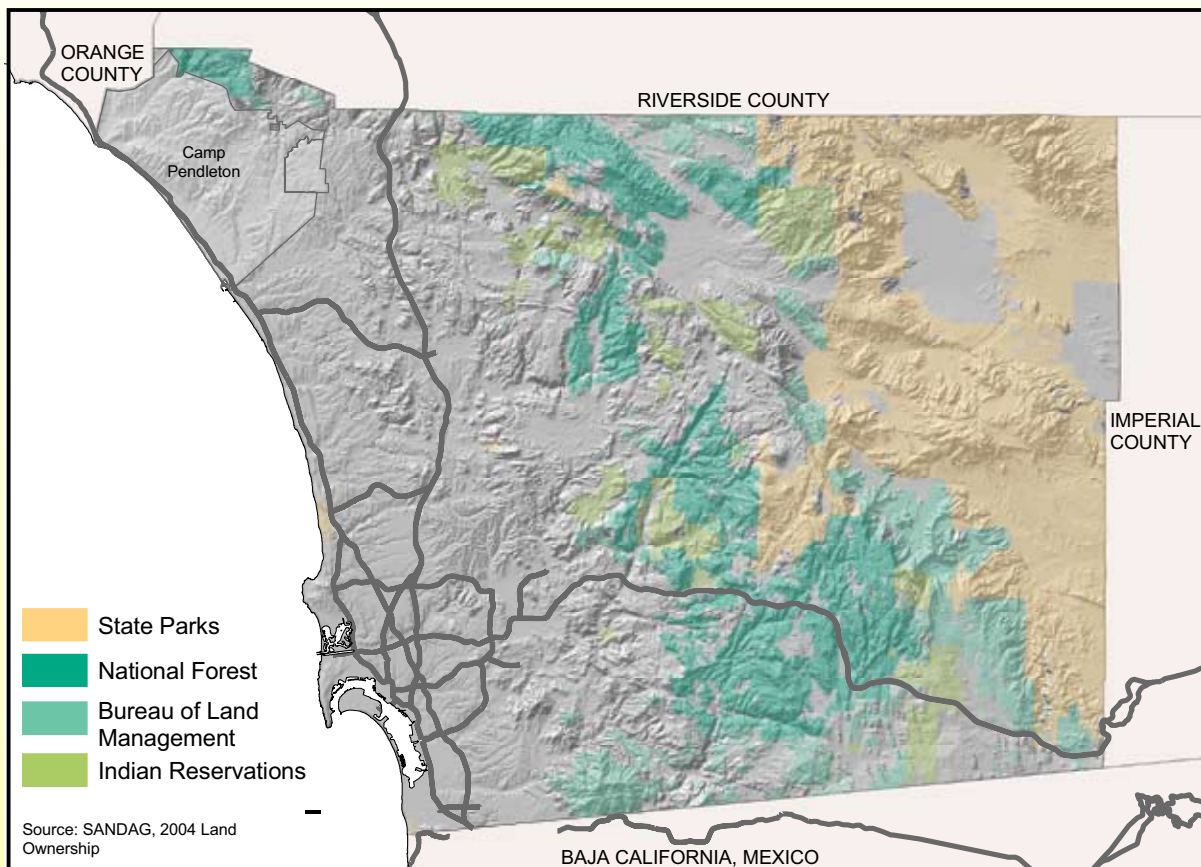 ORANGE
COUNTY
RIVERSIDE COUNTY
Camp
Pendleton
IMPERIAL
COUNTY
State Parks
National Forest
Bureau of Land
Management
Indian Reservations
Source: SANDAG, 2004 Land
Ownership
BAJA CALIFORNIA, MEXICO